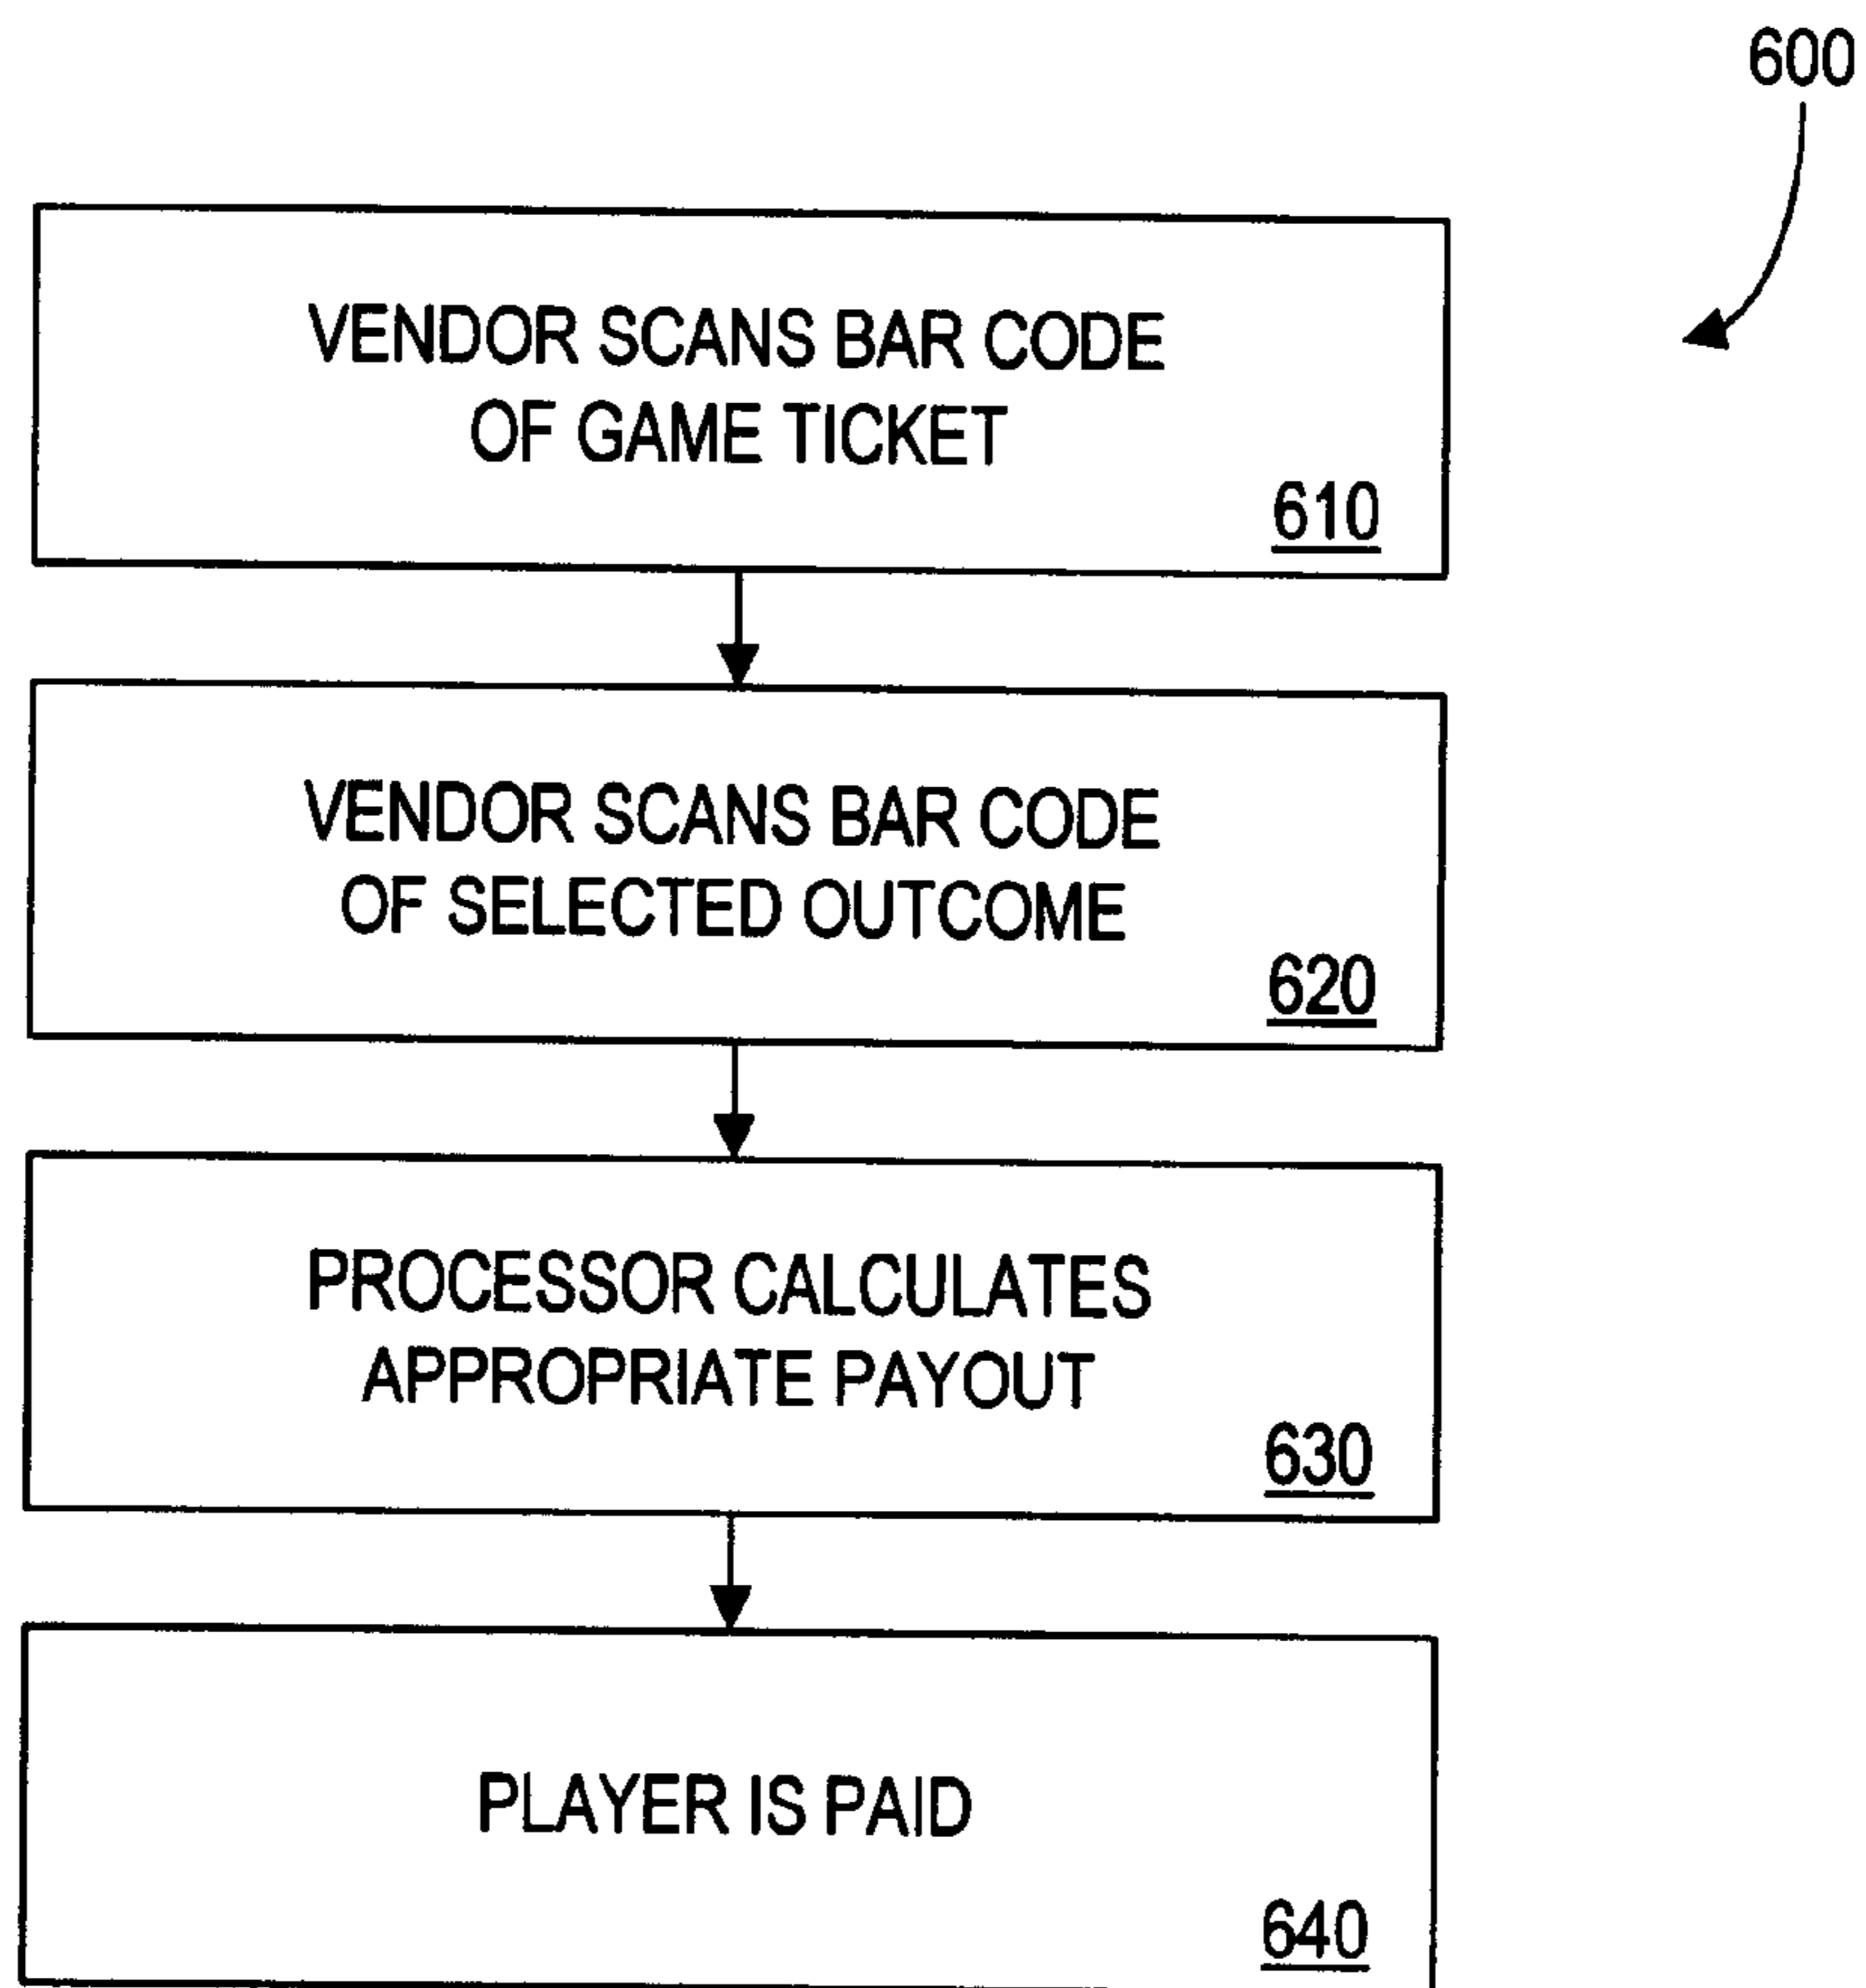 600
VENDOR SCANS BAR CODE
OF GAME TICKET
610
VENDOR SCANS BAR CODE
OF SELECTED OUTCOME
620
PROCESSOR CALCULATES
APPROPRIATE PAYOUT
630
PLAYER IS PAID
640